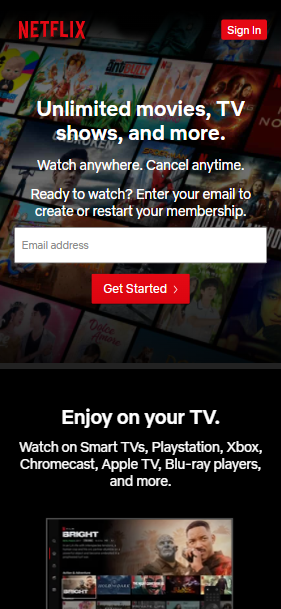 NETFLIX
Sign In
Unlimited movies, TV
shows, and more.
Watch anywhere. Cancel anytime.
Ready to watch? Enter your email to
create or restart your membership.
Email address
Get Started
Dolce
Amore
Enjoy on your TV.
Watch on Smart TVs, Playstation, Xbox,
Chromecast, Apple TV, Blu-ray players,
and more.
BRIGHT